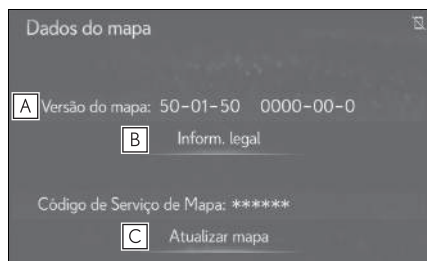 Dados do mapa
A Versão do mapa: 50-01-50 0000-00-0
B Inform. legal
Código de Serviço de Mapa: ******
C Atualizar mapa